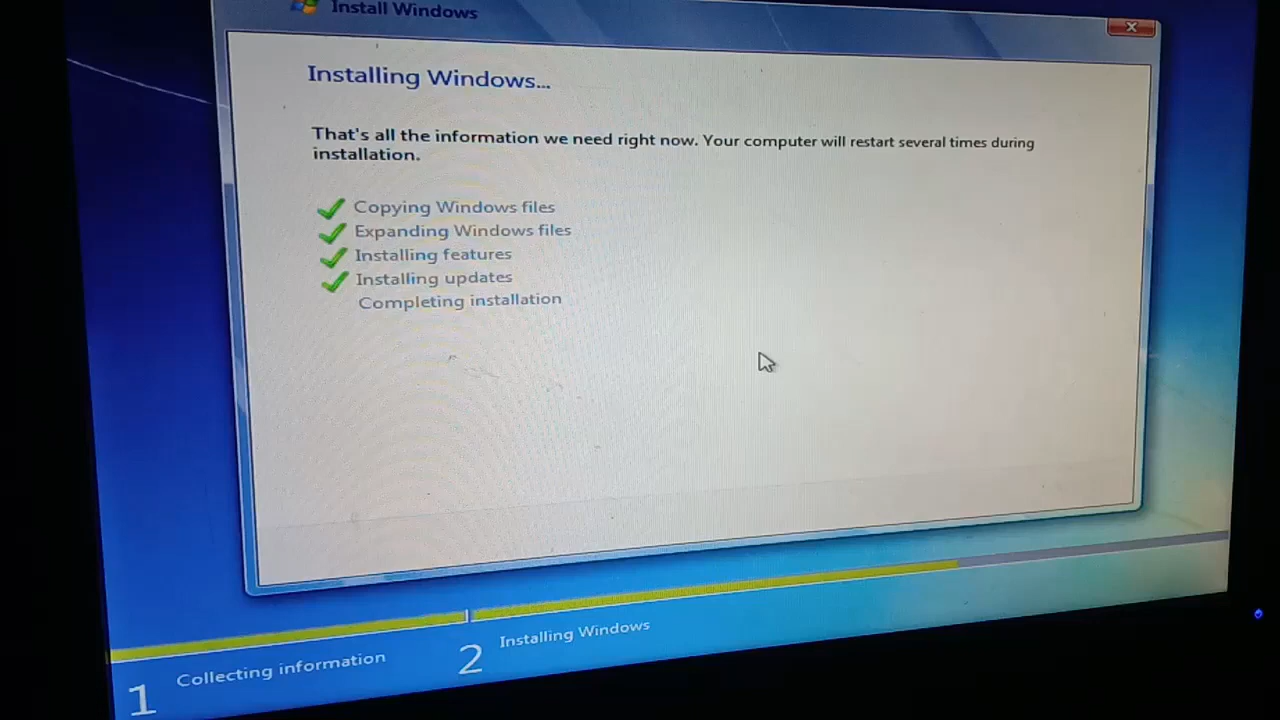 Install Windows
Installing Windows...
That's all the information we need right now. Your computer will restart several times during
installation.
Copying Windows files
Expanding Windows files
Installing features
Installing updates
Completing installation
1 Collecting information
2 Installing Windows